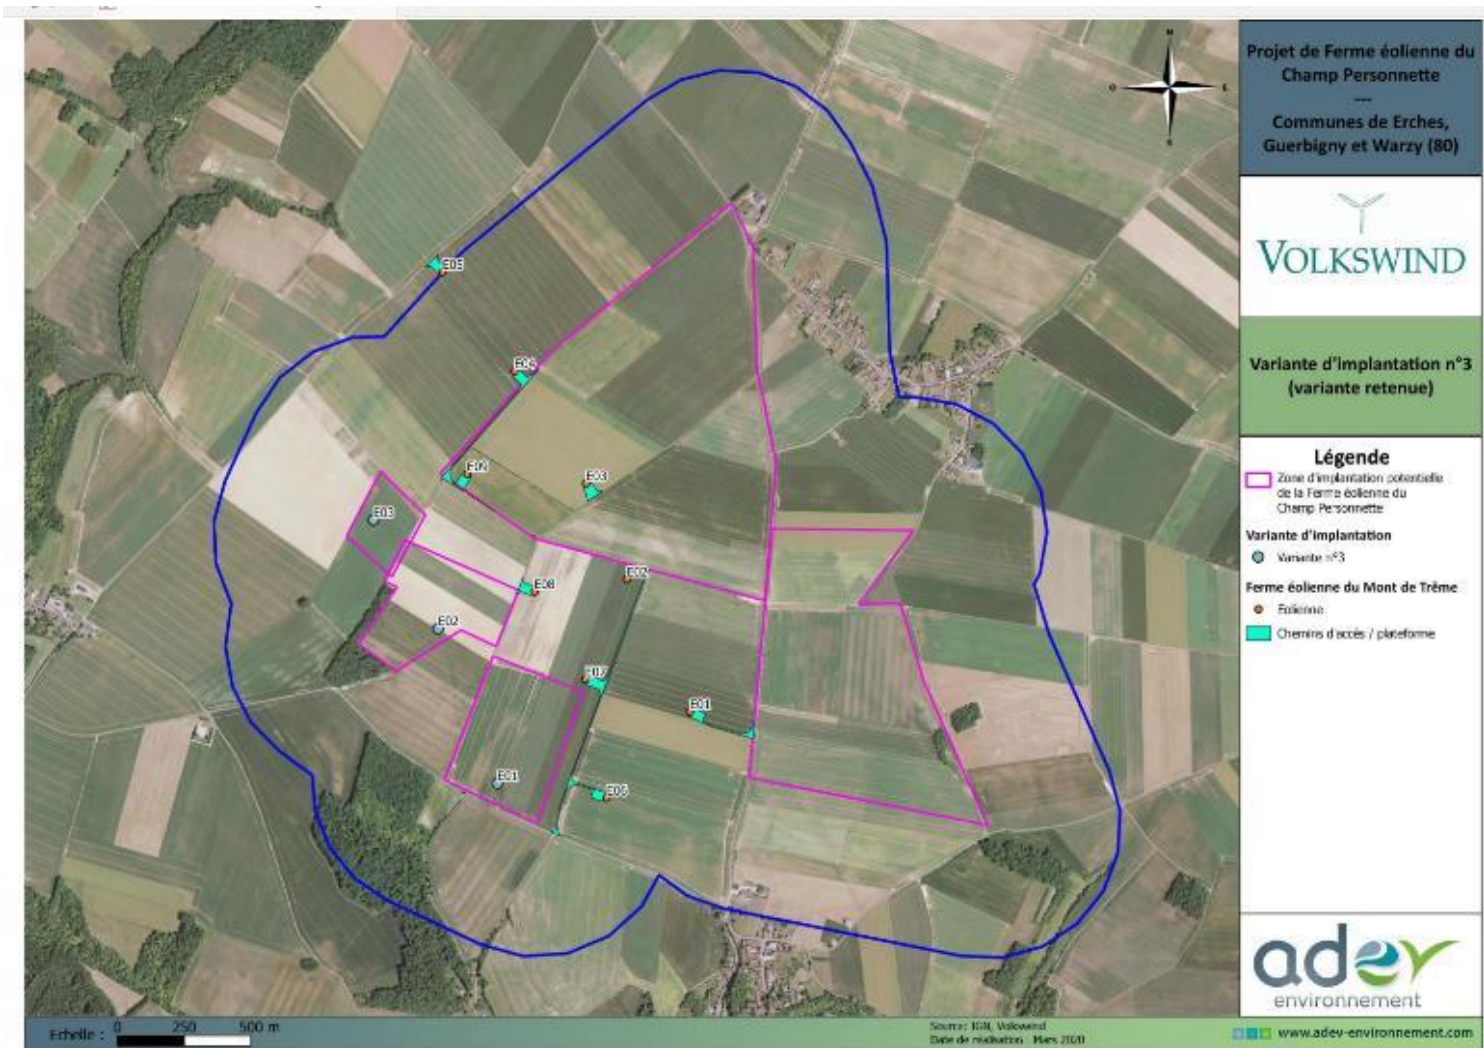 Projet de Ferme éolienne du
Champ Personnette
---
Communes de Erches,
Guerbigny et Warzy (80)
VOLKSWIND
Variante d'implantation n°3
(variante retenue)
Légende
Zone d'implantation potentielle
de la Ferme éolienne du
Champ Personnette
Variante d'implantation
Variante n°3
Ferme éolienne du Mont de Trême
Eolienne
Chemins d'accès / plateforme
N
O
E
S
E05
E04
E09
E03
E03
E08
E02
E02
E07
E01
E01
E06
Echelle : 0 250 500 m
Source: IGN, Volkswind
Date de réalisation : Mars 2020
adev
environnement
www.adev-environnement.com